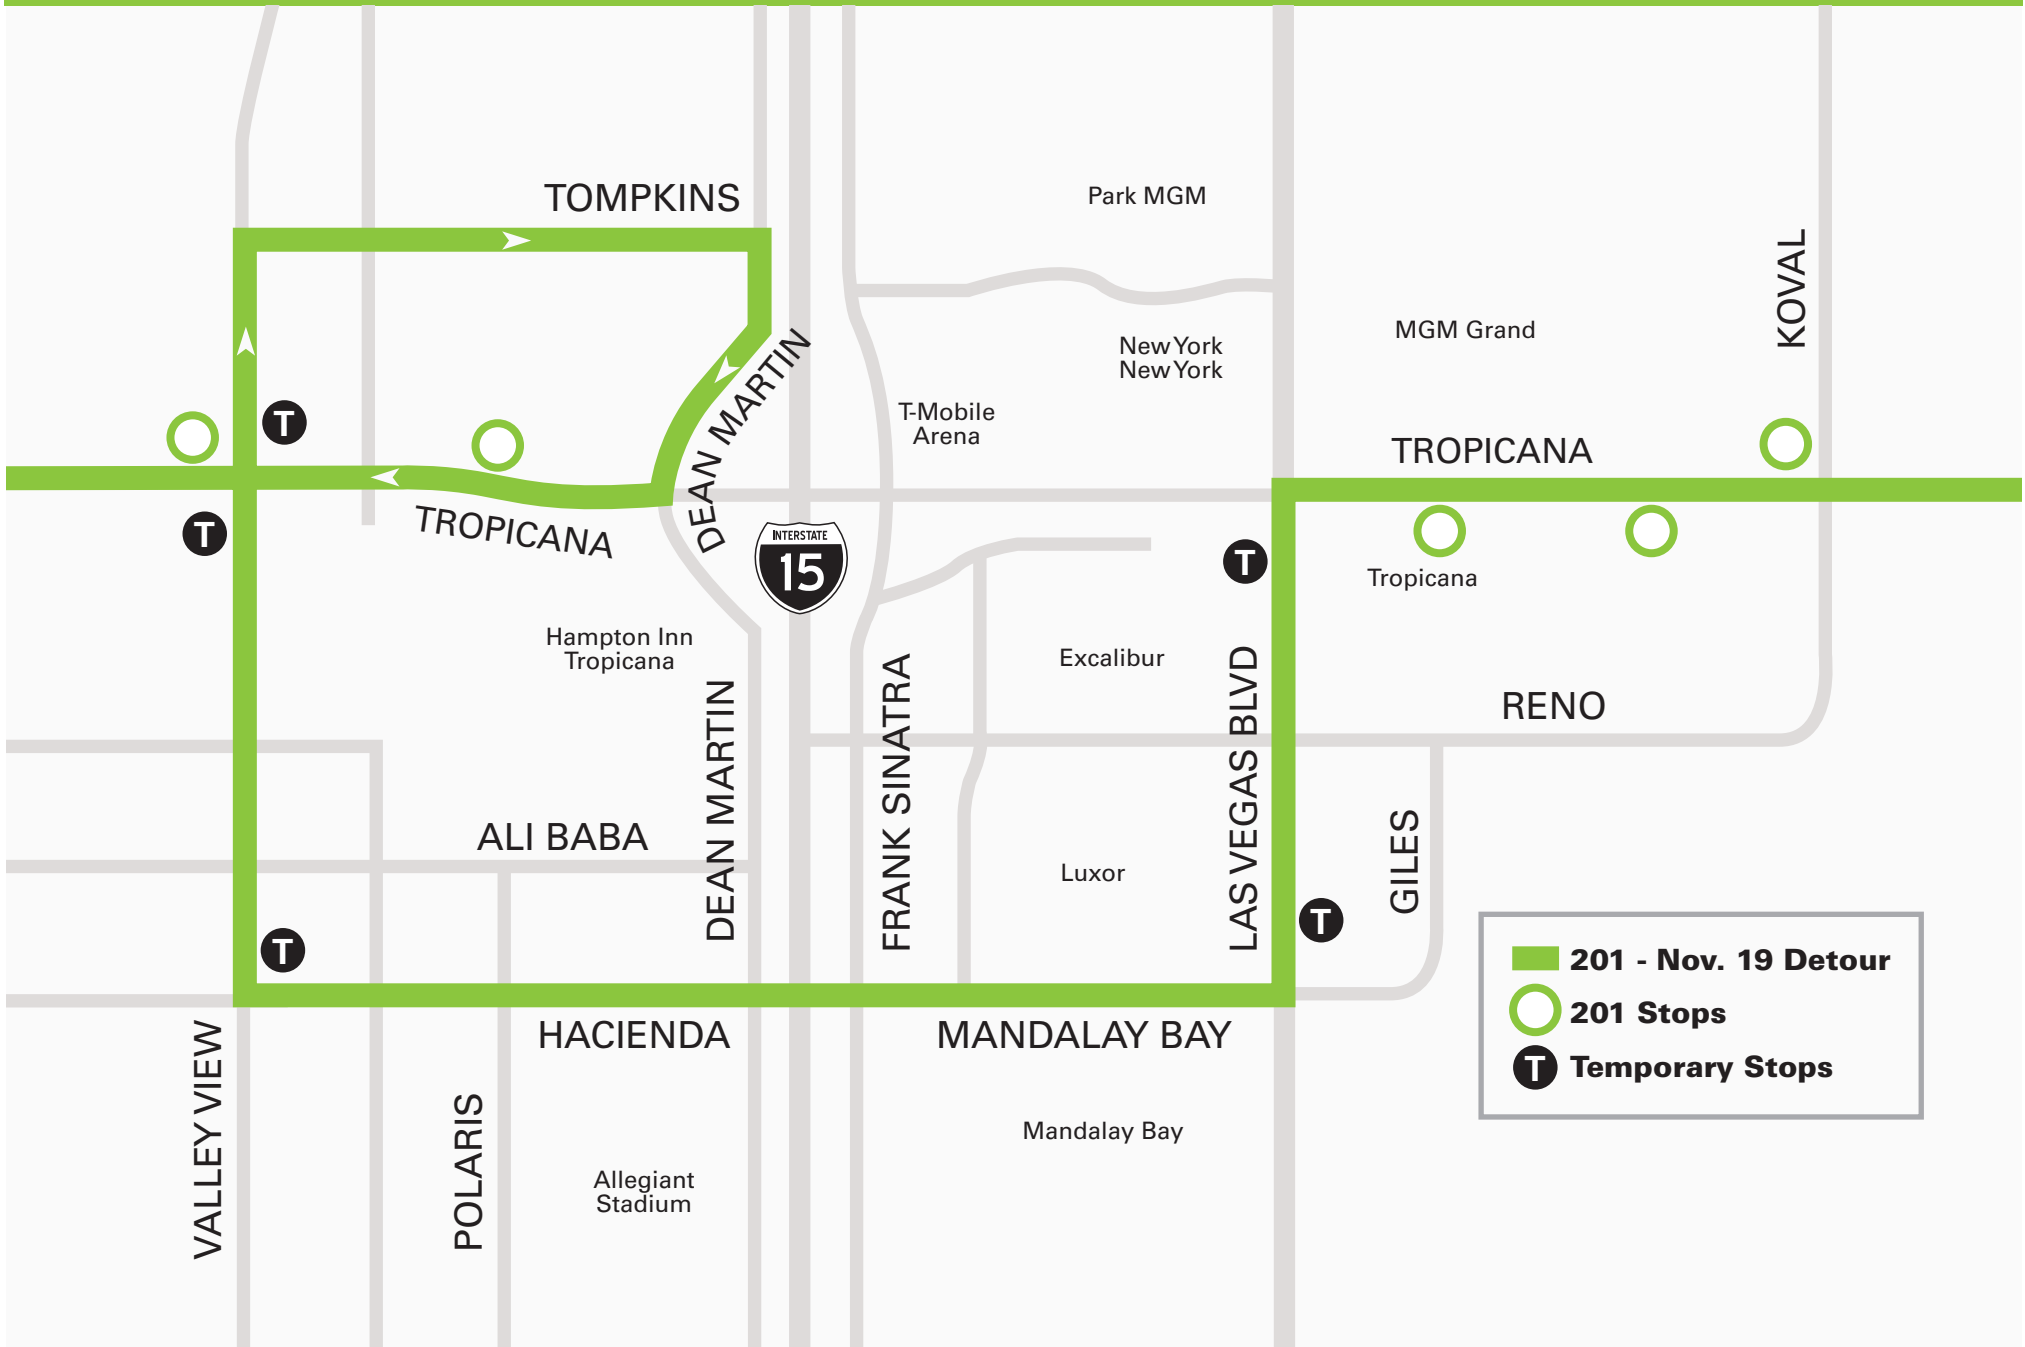 TOMPKINS
Park MGM
KOVAL
MGM Grand
New York
New York
DEAN MARTIN
T-Mobile
Arena
T
TROPICANA
TROPICANA
T
INTERSTATE
15
T
Tropicana
Hampton Inn
Tropicana
Excalibur
LAS VEGAS BLVD
FRANK SINATRA
DEAN MARTIN
RENO
ALI BABA
GILES
Luxor
T
T
201 - Nov. 19 Detour
201 Stops
T Temporary Stops
HACIENDA
MANDALAY BAY
VALLEY VIEW
POLARIS
Mandalay Bay
Allegiant
Stadium